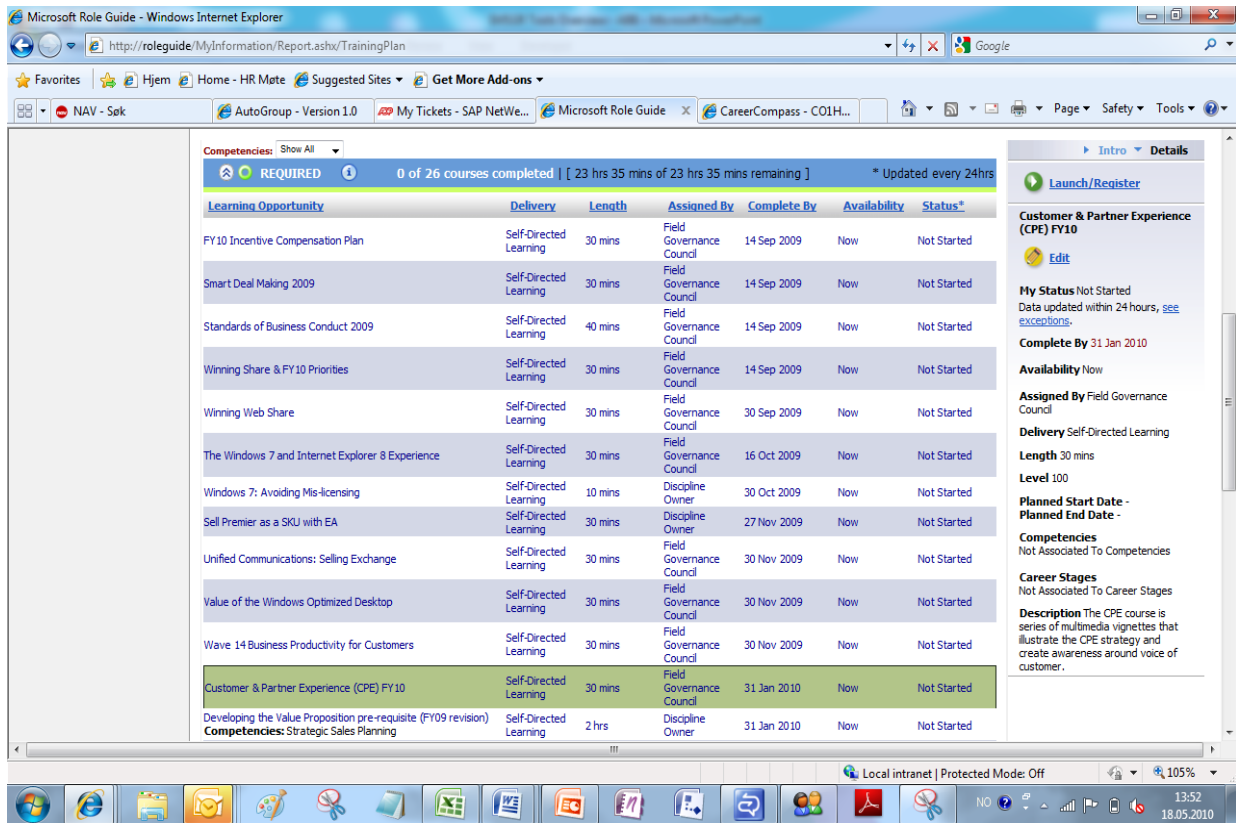 Microsoft Role Guide - Windows Internet Explorer
http://roleguide/MyInformation/Report.ashx/TrainingPlan
Google
Favorites Hjem Home - HR Møte Suggested Sites Get More Add-ons
NAV - Søk AutoGroup - Version 1.0 My Tickets - SAP NetWe... Microsoft Role Guide X CareerCompass - CO1H... Page Safety Tools
Competencies: Show All
REQUIRED 0 of 26 courses completed | [ 23 hrs 35 mins of 23 hrs 35 mins remaining ] * Updated every 24hrs
Learning Opportunity Delivery Length Assigned By Complete By Availability Status*
FY10 Incentive Compensation Plan Self-Directed Learning 30 mins Field Governance Council 14 Sep 2009 Now Not Started
Smart Deal Making 2009 Self-Directed Learning 30 mins Field Governance Council 14 Sep 2009 Now Not Started
Standards of Business Conduct 2009 Self-Directed Learning 40 mins Field Governance Council 14 Sep 2009 Now Not Started
Winning Share & FY10 Priorities Self-Directed Learning 30 mins Field Governance Council 14 Sep 2009 Now Not Started
Winning Web Share Self-Directed Learning 30 mins Field Governance Council 30 Sep 2009 Now Not Started
The Windows 7 and Internet Explorer 8 Experience Self-Directed Learning 30 mins Field Governance Council 16 Oct 2009 Now Not Started
Windows 7: Avoiding Mis-licensing Self-Directed Learning 10 mins Discipline Owner 30 Oct 2009 Now Not Started
Sell Premier as a SKU with EA Self-Directed Learning 30 mins Discipline Owner 27 Nov 2009 Now Not Started
Unified Communications: Selling Exchange Self-Directed Learning 30 mins Field Governance Council 30 Nov 2009 Now Not Started
Value of the Windows Optimized Desktop Self-Directed Learning 30 mins Field Governance Council 30 Nov 2009 Now Not Started
Wave 14 Business Productivity for Customers Self-Directed Learning 30 mins Field Governance Council 30 Nov 2009 Now Not Started
Customer & Partner Experience (CPE) FY10 Self-Directed Learning 30 mins Field Governance Council 31 Jan 2010 Now Not Started
Developing the Value Proposition pre-requisite (FY09 revision) Self-Directed Learning 2 hrs Discipline Owner 31 Jan 2010 Now Not Started
Competencies: Strategic Sales Planning
Intro Details
Launch/Register
Customer & Partner Experience
(CPE) FY10
Edit
My Status Not Started
Data updated within 24 hours, see
exceptions.
Complete By 31 Jan 2010
Availability Now
Assigned By Field Governance
Council
Delivery Self-Directed Learning
Length 30 mins
Level 100
Planned Start Date -
Planned End Date -
Competencies
Not Associated To Competencies
Career Stages
Not Associated To Career Stages
Description The CPE course is
series of multimedia vignettes that
illustrate the CPE strategy and
create awareness around voice of
customer.
Local intranet | Protected Mode: Off 105%
NO 13:52
18.05.2010